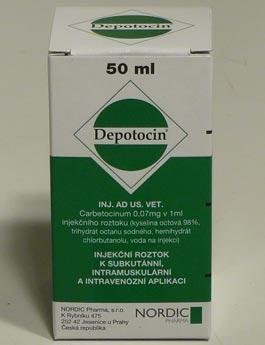 50 ml
Depotocin®
INJ. AD US. VET.
Carbetocinum 0,07mg v 1ml
injekčního roztoku (kyselina octová 98%,
trihydrát octanu sodného, hemihydrát
chlorbutanolu, voda na injekci)
INJEKČNÍ ROZTOK
K SUBKUTÁNNÍ,
INTRAMUSKULÁRNÍ
A INTRAVENÓZNÍ APLIKACI
NORDIC Pharma, s.r.o.
K Rybníku 475
252 42 Jesenice u Prahy
Česká republika
NORDIC
PHARMA